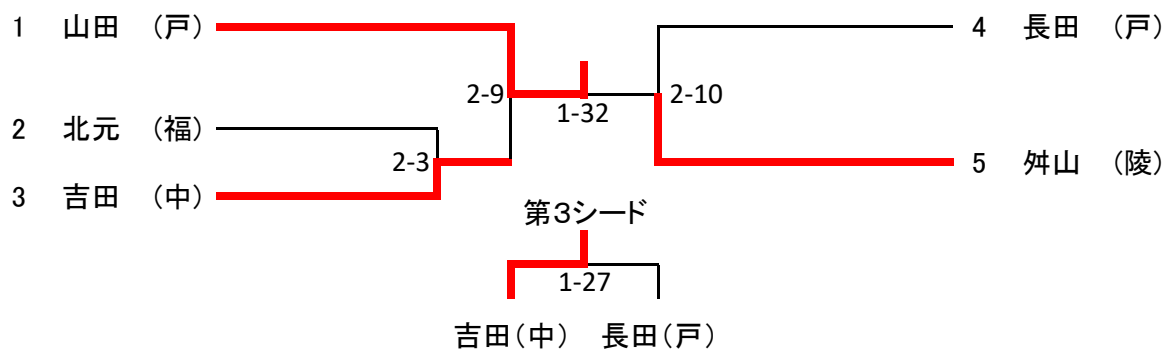 1 山田 （戸） 4 長田 （戸）
2-9 2-10
1-32
2 北元 （福）
2-3 5 舛山 （陵）
3 吉田 （中）
第３シード
1-27
吉田（中） 長田（戸）